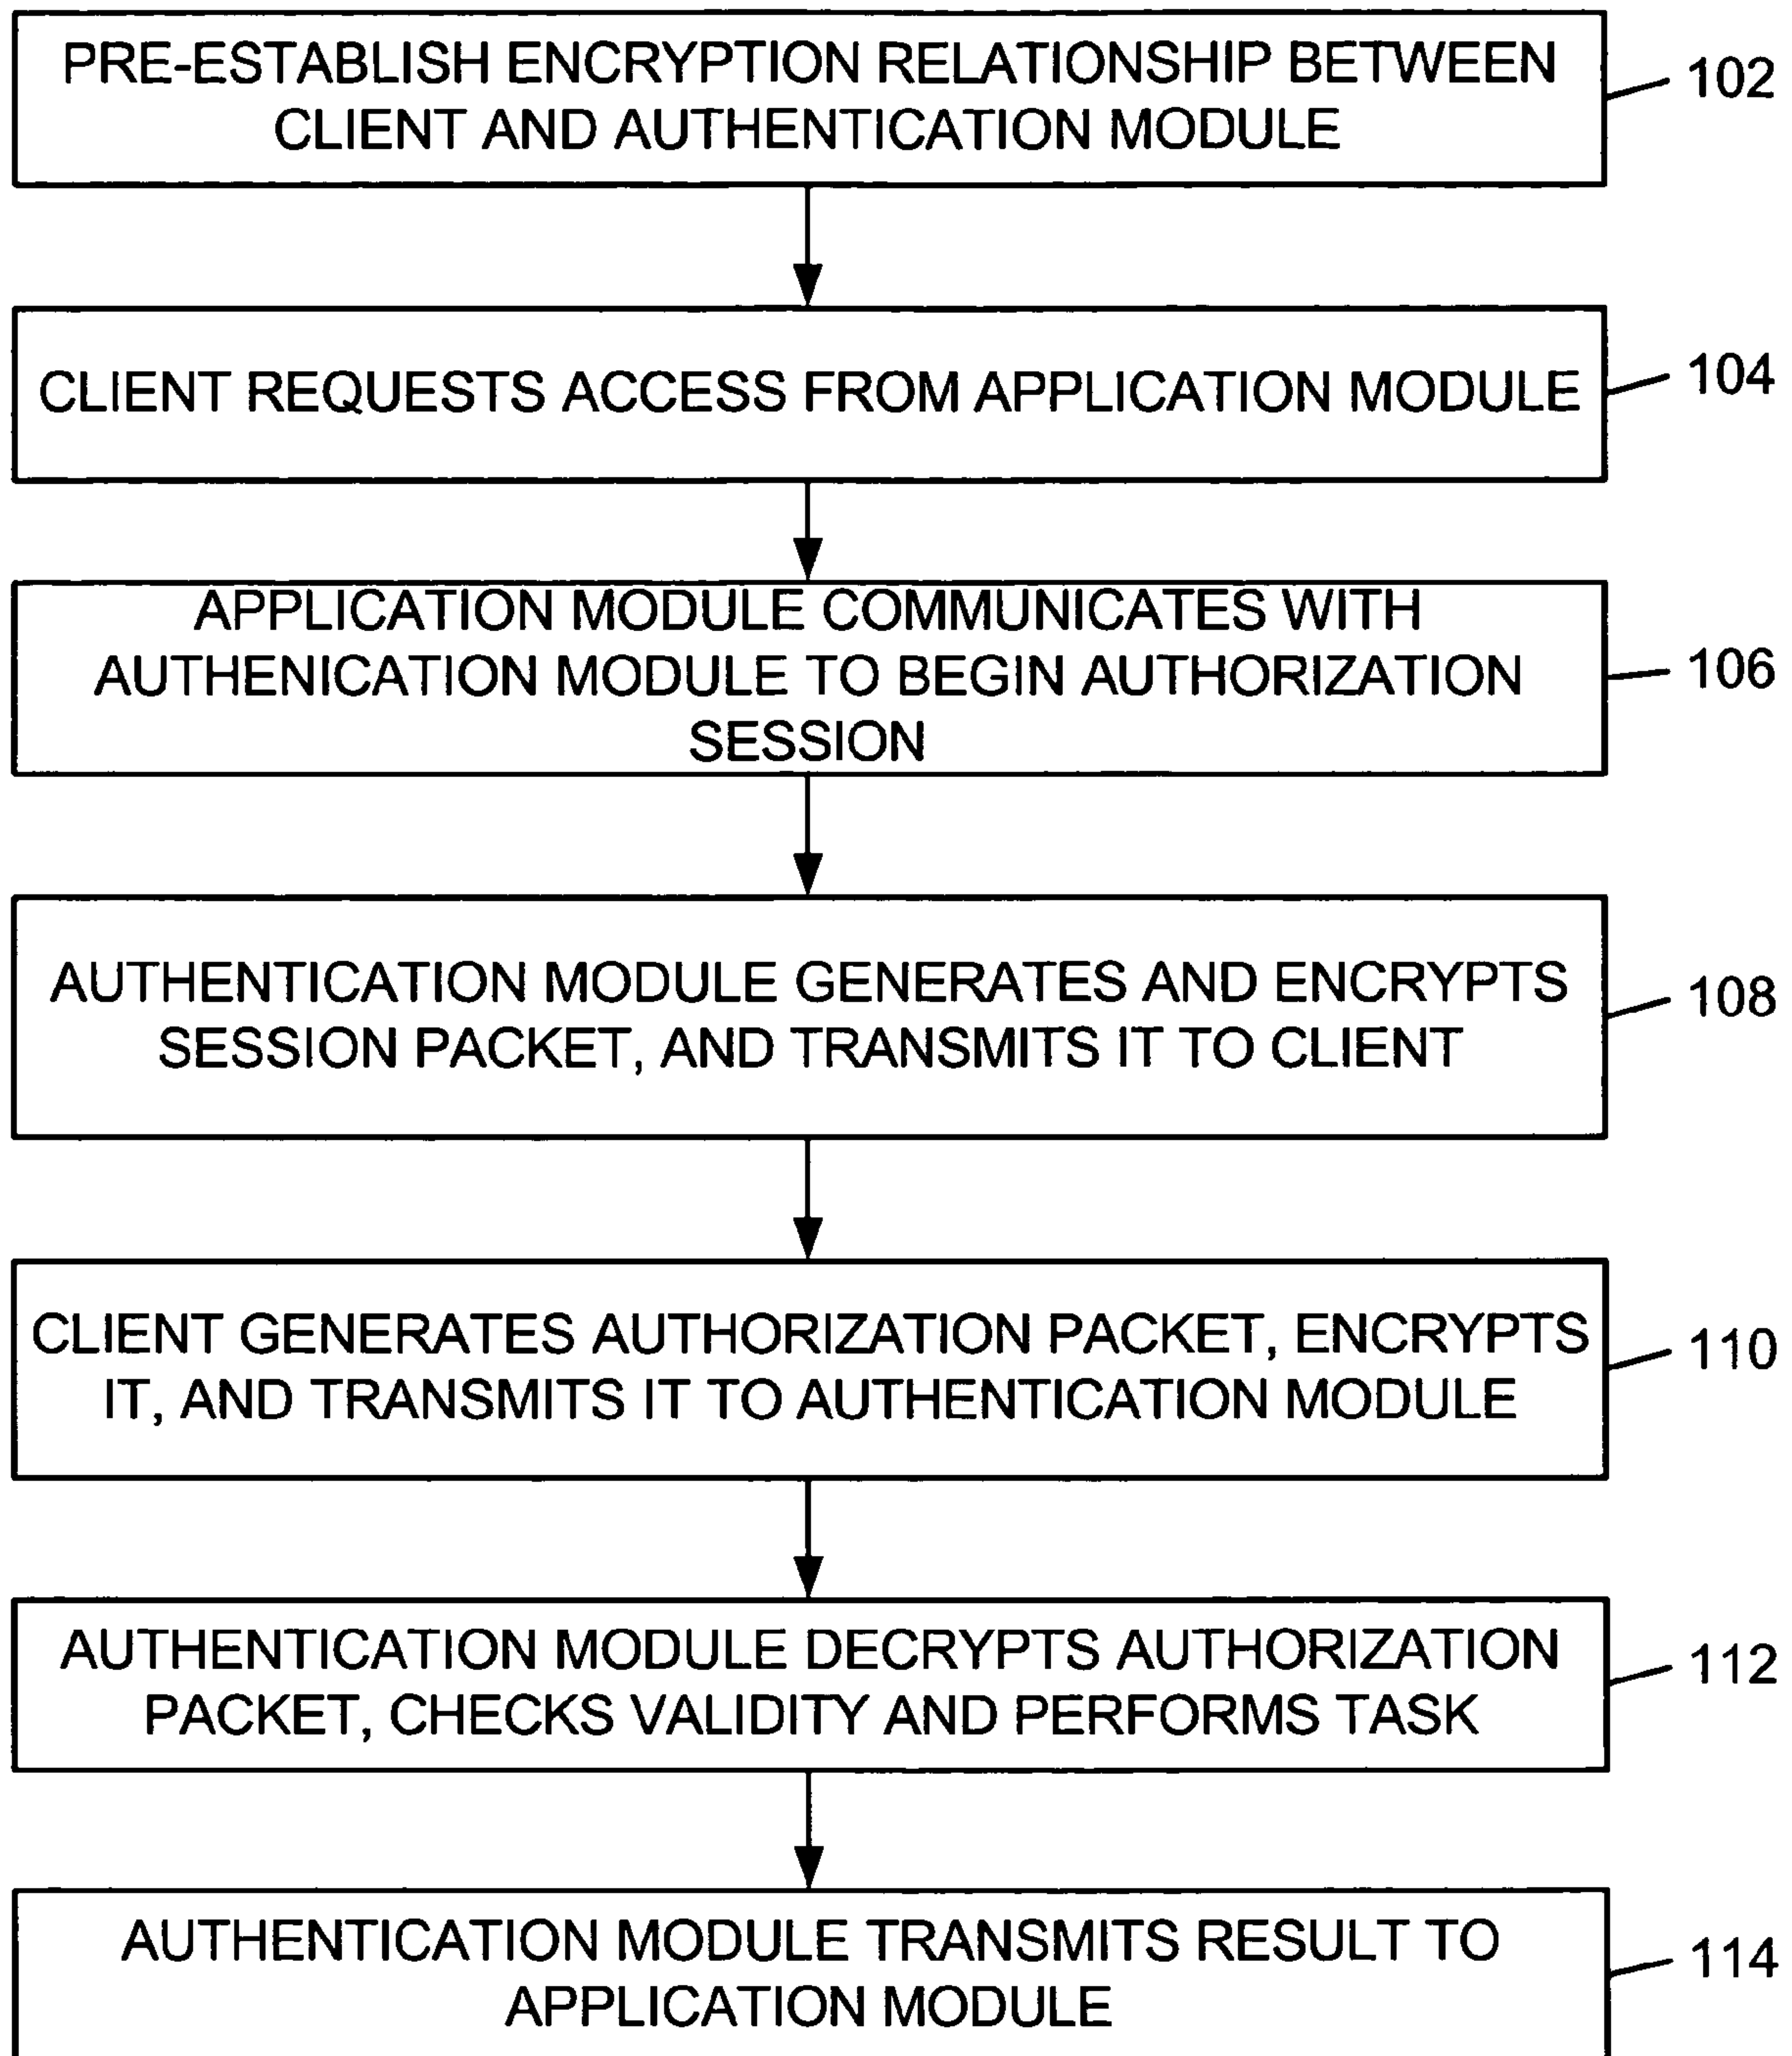 PRE-ESTABLISH ENCRYPTION RELATIONSHIP BETWEEN
CLIENT AND AUTHENTICATION MODULE
102
CLIENT REQUESTS ACCESS FROM APPLICATION MODULE
104
APPLICATION MODULE COMMUNICATES WITH
AUTHENICATION MODULE TO BEGIN AUTHORIZATION
SESSION
106
AUTHENTICATION MODULE GENERATES AND ENCRYPTS
SESSION PACKET, AND TRANSMITS IT TO CLIENT
108
CLIENT GENERATES AUTHORIZATION PACKET, ENCRYPTS
IT, AND TRANSMITS IT TO AUTHENTICATION MODULE
110
AUTHENTICATION MODULE DECRYPTS AUTHORIZATION
PACKET, CHECKS VALIDITY AND PERFORMS TASK
112
AUTHENTICATION MODULE TRANSMITS RESULT TO
APPLICATION MODULE
114